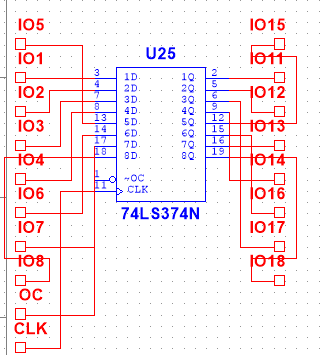 IO5
IO1
IO2
IO3
IO4
IO6
IO7
IO8
OC
CLK
U25
3 1D 1Q 2
4 2D 2Q 5
7 3D 3Q 6
8 4D 4Q 9
13 5D 5Q 12
14 6D 6Q 15
17 7D 7Q 16
18 8D 8Q 19
1 ~OC
11 CLK
74LS374N
IO15
IO11
IO12
IO13
IO14
IO16
IO17
IO18